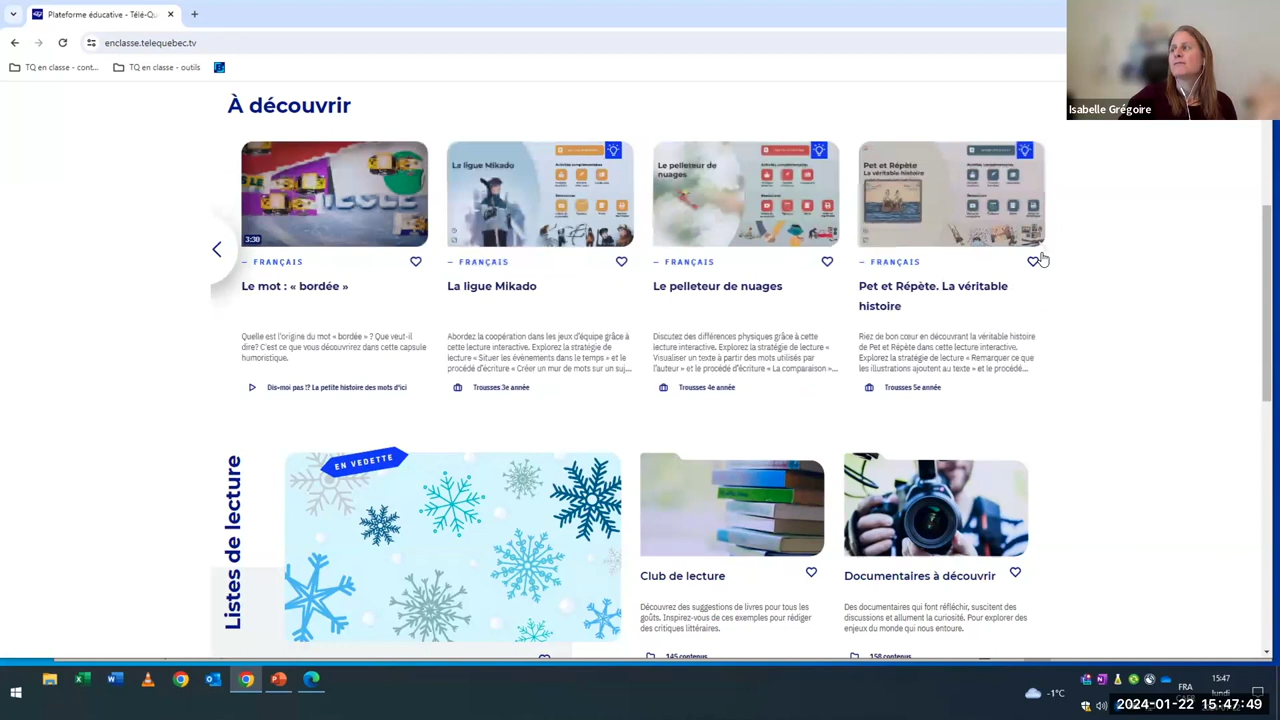 Plateforme éducative - Télé-Qu
enclasse.telequebec.tv
TQ en classe - cont...
TQ en classe - outils
Isabelle Grégoire
À découvrir
3:30
La ligue Mikado
Le pelleteur de
nuages
Pet et Répète
La véritable histoire
— FRANÇAIS
Le mot : « bordée »
Quelle est l'origine du mot « bordée » ? Que veut-il
dire? C'est ce que vous découvrirez dans cette capsule
humoristique.
Dis-moi pas !? La petite histoire des mots d'ici
— FRANÇAIS
La ligue Mikado
Abordez la coopération dans les jeux d'équipe grâce à
cette lecture interactive. Explorez la stratégie de
lecture « Situer les évènements dans le temps » et le
procédé d'écriture « Créer un mur de mots sur un suj...
Trousses 3e année
— FRANÇAIS
Le pelleteur de nuages
Discutez des différences physiques grâce à cette
lecture interactive. Explorez la stratégie de lecture «
Visualiser un texte à partir des mots utilisés par
l'auteur » et le procédé d'écriture « La comparaison »...
Trousses 4e année
— FRANÇAIS
Pet et Répète. La véritable
histoire
Riez de bon cœur en découvrant la véritable histoire
de Pet et Répète dans cette lecture interactive.
Explorez la stratégie de lecture « Remarquer ce que
les illustrations ajoutent au texte » et le procédé...
Trousses 5e année
Listes de lecture
EN VEDETTE
Club de lecture
Découvrez des suggestions de livres pour tous les
goûts. Inspirez-vous de ces exemples pour rédiger
des critiques littéraires.
145 contenus
Documentaires à découvrir
Des documentaires qui font réfléchir, suscitent des
discussions et allument la curiosité. Pour explorer des
enjeux du monde qui nous entoure.
158 contenus
-1°C
FRA
CAFR
15:47
lundi
2024-01-22 15:47:49